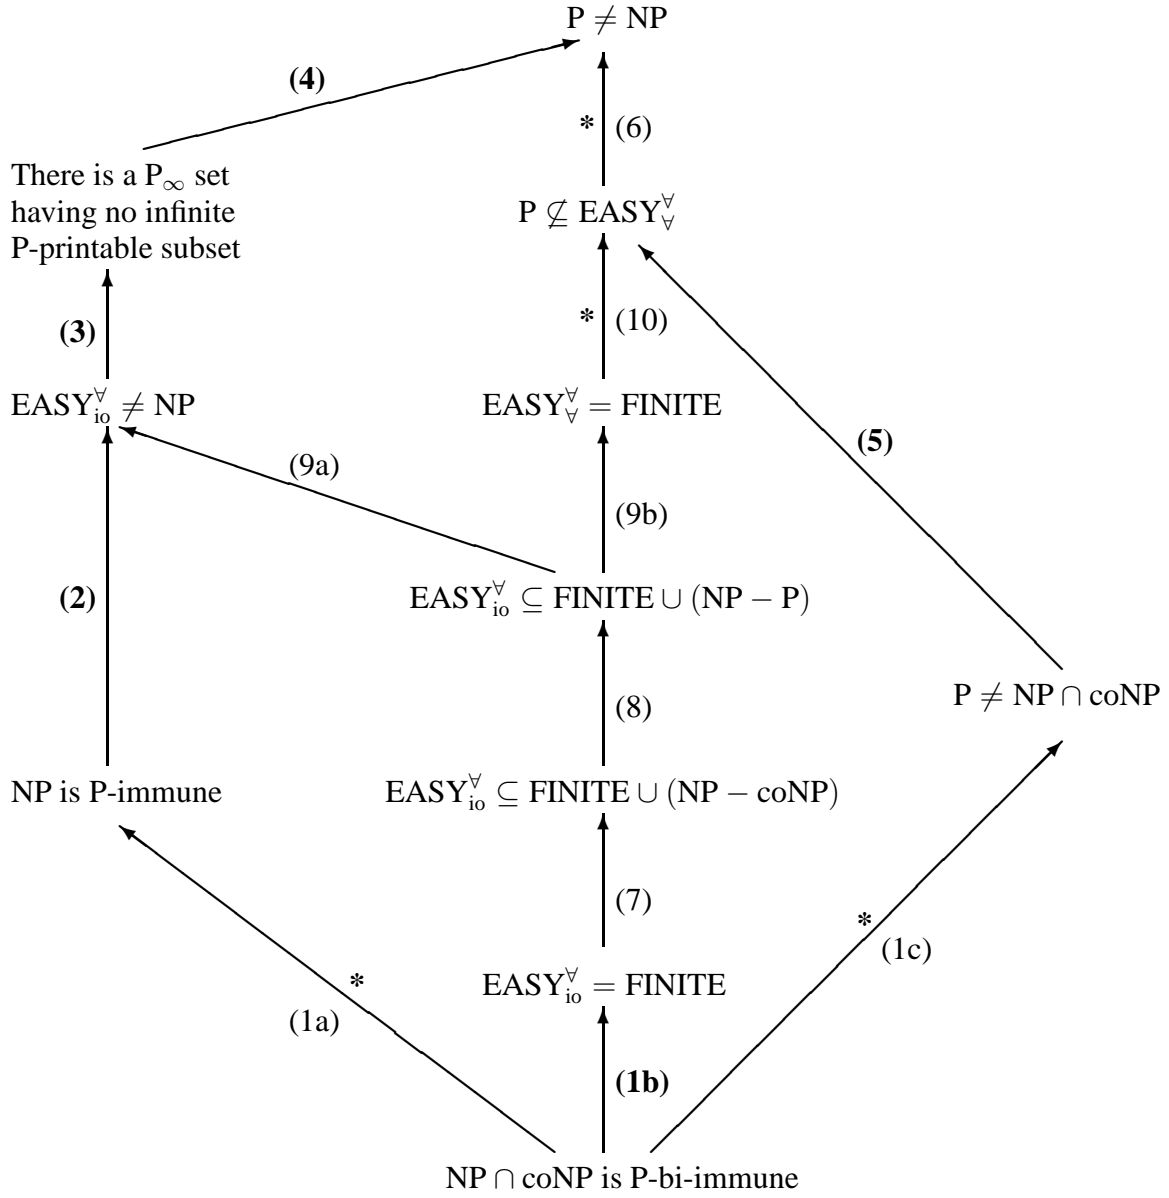 P ≠ NP
(4)
* (6)
There is a P∞ set
having no infinite
P-printable subset
P ⊈ EASY^∀_∀
(3)
* (10)
EASY^∀_io ≠ NP
EASY^∀_∀ = FINITE
(5)
(9a)
(9b)
(2)
EASY^∀_io ⊆ FINITE ∪ (NP − P)
P ≠ NP ∩ coNP
(8)
NP is P-immune
EASY^∀_io ⊆ FINITE ∪ (NP − coNP)
(7)
*
(1c)
*
(1a)
EASY^∀_io = FINITE
(1b)
NP ∩ coNP is P-bi-immune